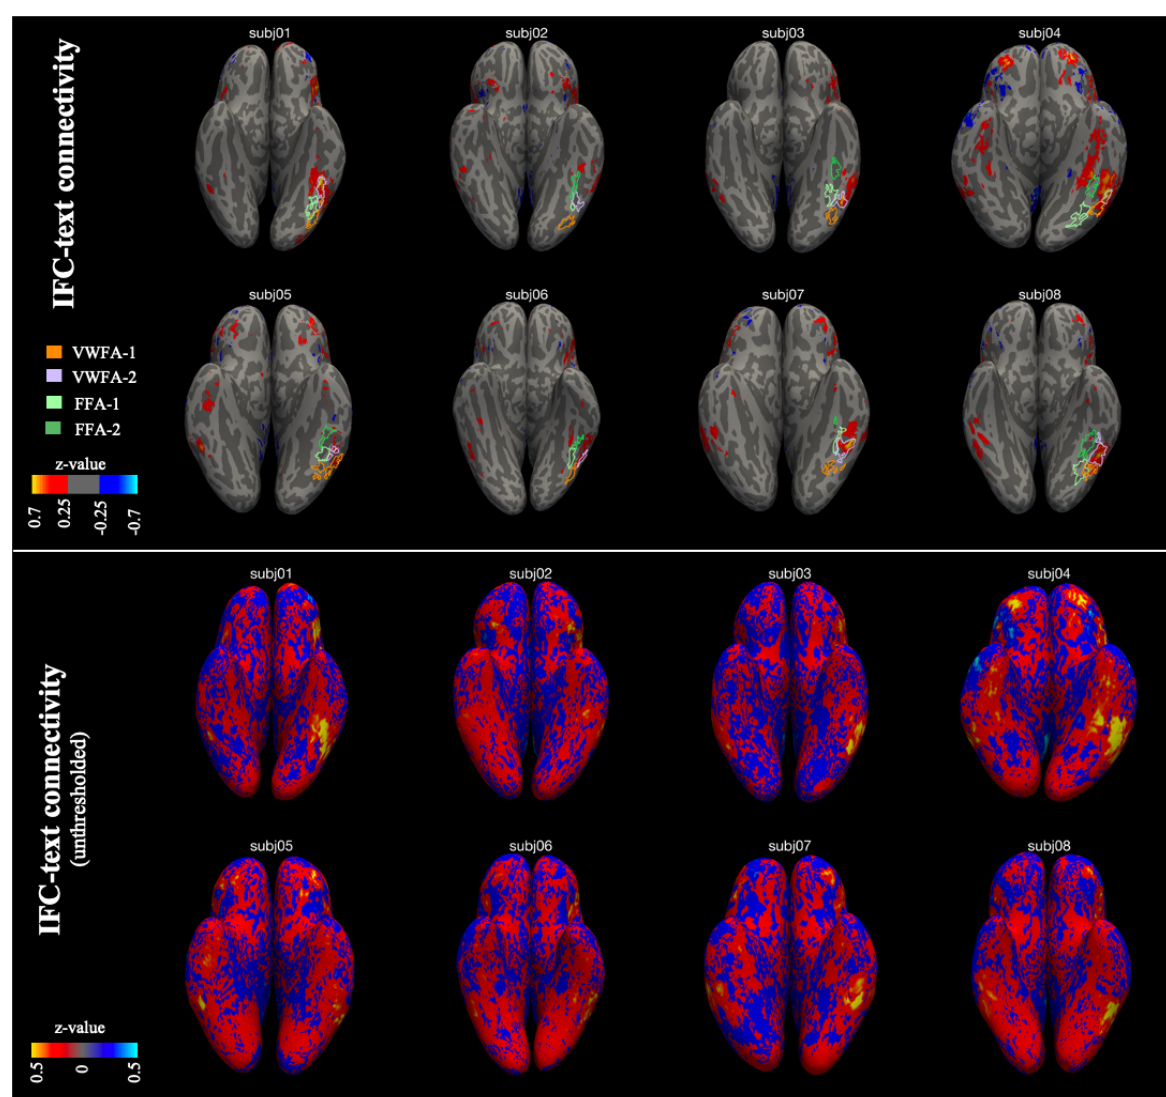 IFC-text connectivity
subj01
subj02
subj03
subj04
subj05
subj06
subj07
subj08
VWFA-1
VWFA-2
FFA-1
FFA-2
z-value
0.7
0.25
-0.25
-0.7
IFC-text connectivity
(unthresholded)
subj01
subj02
subj03
subj04
subj05
subj06
subj07
subj08
z-value
0.5
0
0.5